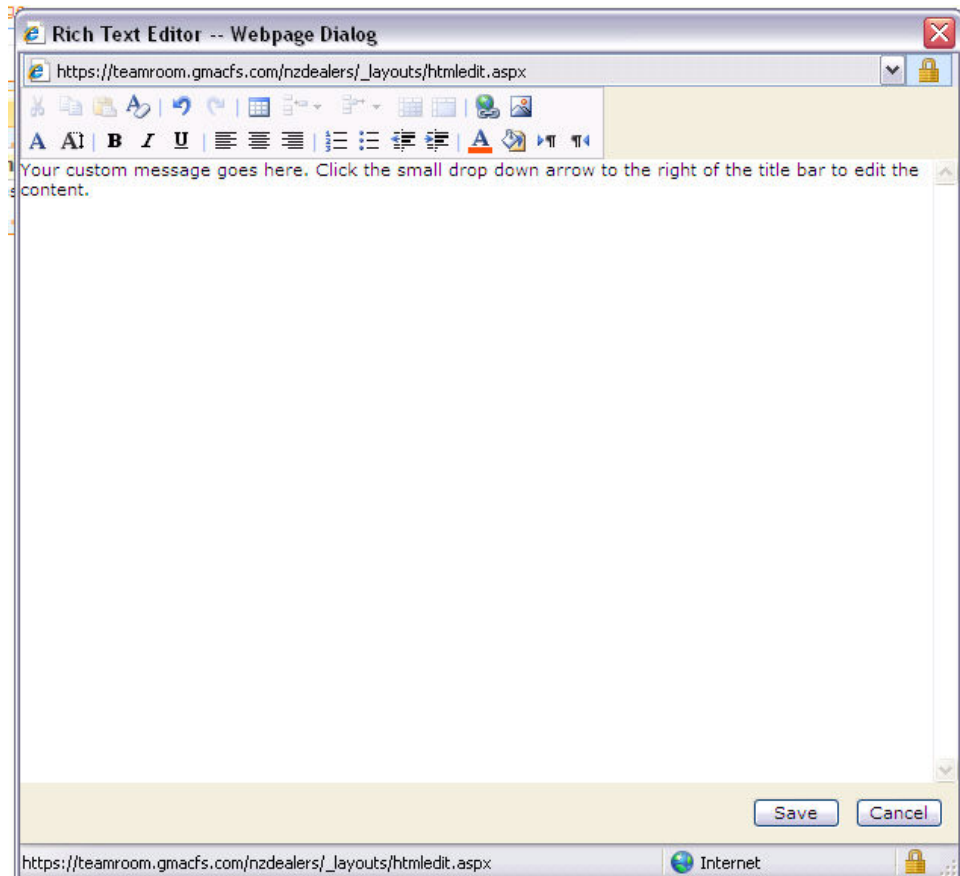 Rich Text Editor -- Webpage Dialog
https://teamroom.gmacfs.com/nzdealers/_layouts/htmledit.aspx
A A B I U A
Your custom message goes here. Click the small drop down arrow to the right of the title bar to edit the
content.
Save Cancel
https://teamroom.gmacfs.com/nzdealers/_layouts/htmledit.aspx Internet